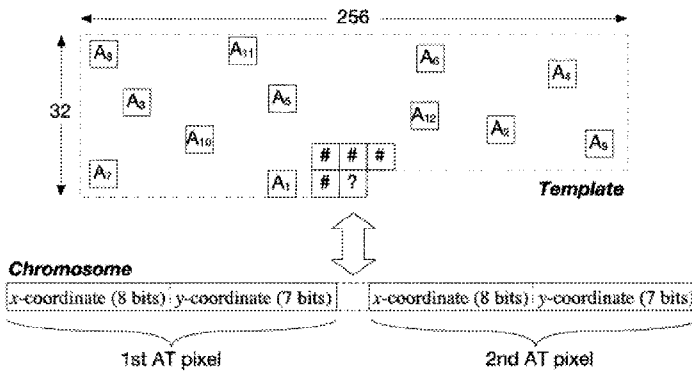 256
A₈ A₁₁ A₆ A₄
A₃ A₅
32
A₁₂ A₂
A₁₀ A₉
# # #
A₇ A₁ # ?
Template
Chromosome
x-coordinate (8 bits) y-coordinate (7 bits) x-coordinate (8 bits) y-coordinate (7 bits)
1st AT pixel 2nd AT pixel